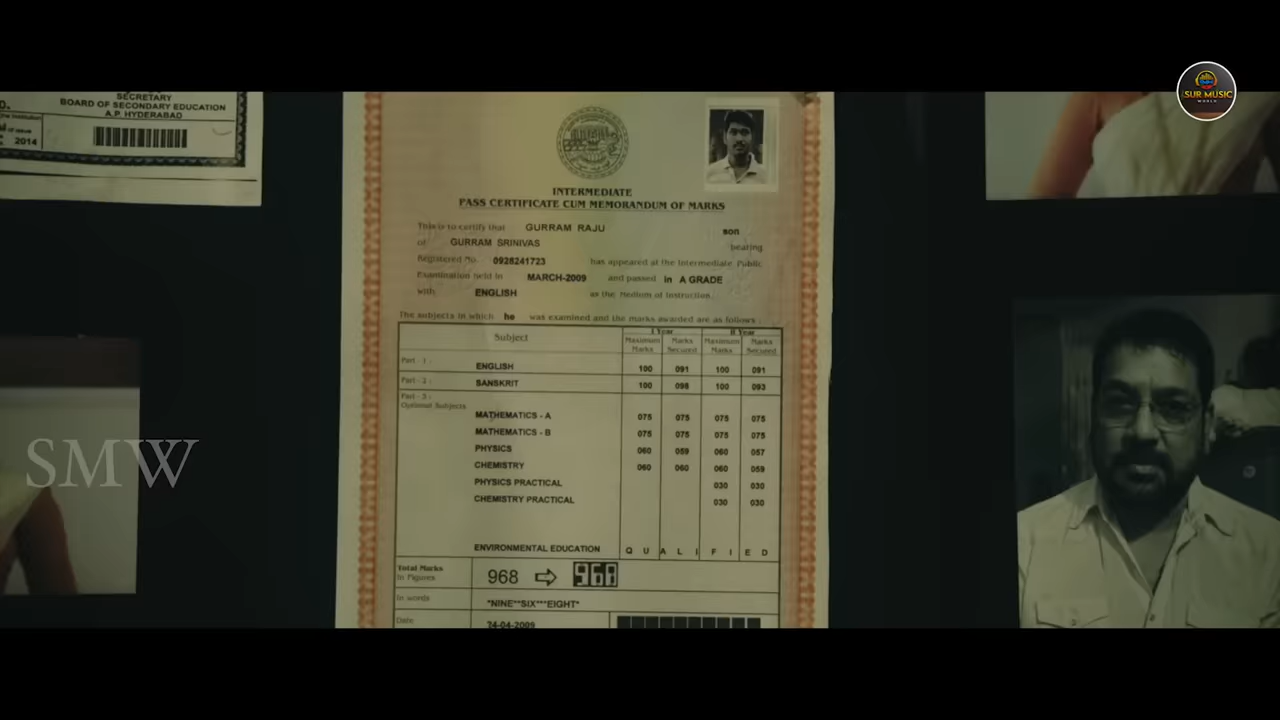 SECRETARY
BOARD OF SECONDARY EDUCATION
A.P. HYDERABAD
2014
SUR MUSIC
WORLD
INTERMEDIATE
PASS CERTIFICATE CUM MEMORANDUM OF MARKS
This is to certify that GURRAM RAJU son
of GURRAM SRINIVAS bearing
Registered No. 0928241723 has appeared at the Intermediate Public
Examination held in MARCH-2009 and passed in A GRADE
with ENGLISH as the Medium of Instruction.
The subjects in which he was examined and the marks awarded are as follows :
Subject I Year II Year
Maximum Marks Marks Secured Maximum Marks Marks Secured
Part - 1 : ENGLISH 100 091 100 091
Part - 2 : SANSKRIT 100 098 100 093
Part - 3 :
Optional Subjects
MATHEMATICS - A 075 075 075 075
MATHEMATICS - B 075 075 075 075
PHYSICS 060 059 060 057
CHEMISTRY 060 060 060 059
PHYSICS PRACTICAL 030 030
CHEMISTRY PRACTICAL 030 030
ENVIRONMENTAL EDUCATION Q U A L I F I E D
Total Marks
In Figures 968 ⇨ 968
In words *NINE**SIX***EIGHT*
Date 24-04-2009
SMW